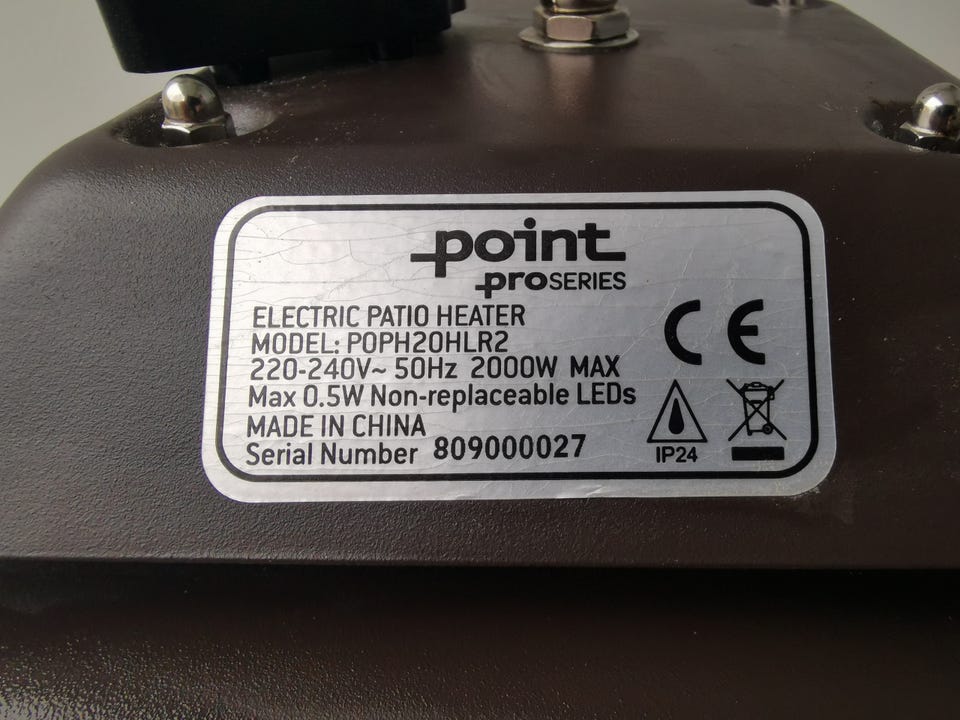 point
proSERIES
ELECTRIC PATIO HEATER
MODEL: POPH20HLR2
220-240V~ 50Hz 2000W MAX
Max 0.5W Non-replaceable LEDs
MADE IN CHINA
Serial Number 809000027
CE
IP24